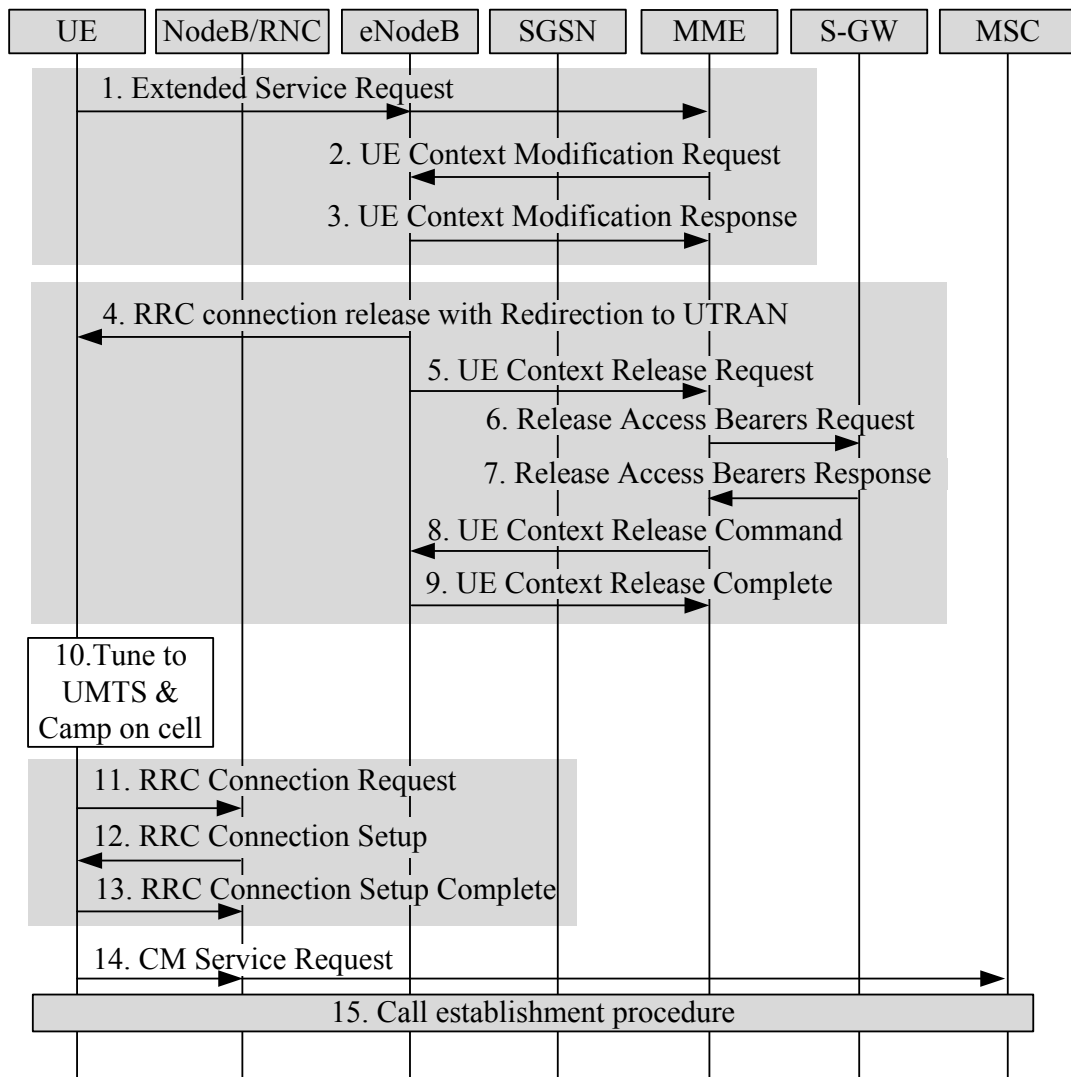 UE NodeB/RNC eNodeB SGSN MME S-GW MSC
1. Extended Service Request
2. UE Context Modification Request
3. UE Context Modification Response
4. RRC connection release with Redirection to UTRAN
5. UE Context Release Request
6. Release Access Bearers Request
7. Release Access Bearers Response
8. UE Context Release Command
9. UE Context Release Complete
10.Tune to
UMTS &
Camp on cell
11. RRC Connection Request
12. RRC Connection Setup
13. RRC Connection Setup Complete
14. CM Service Request
15. Call establishment procedure